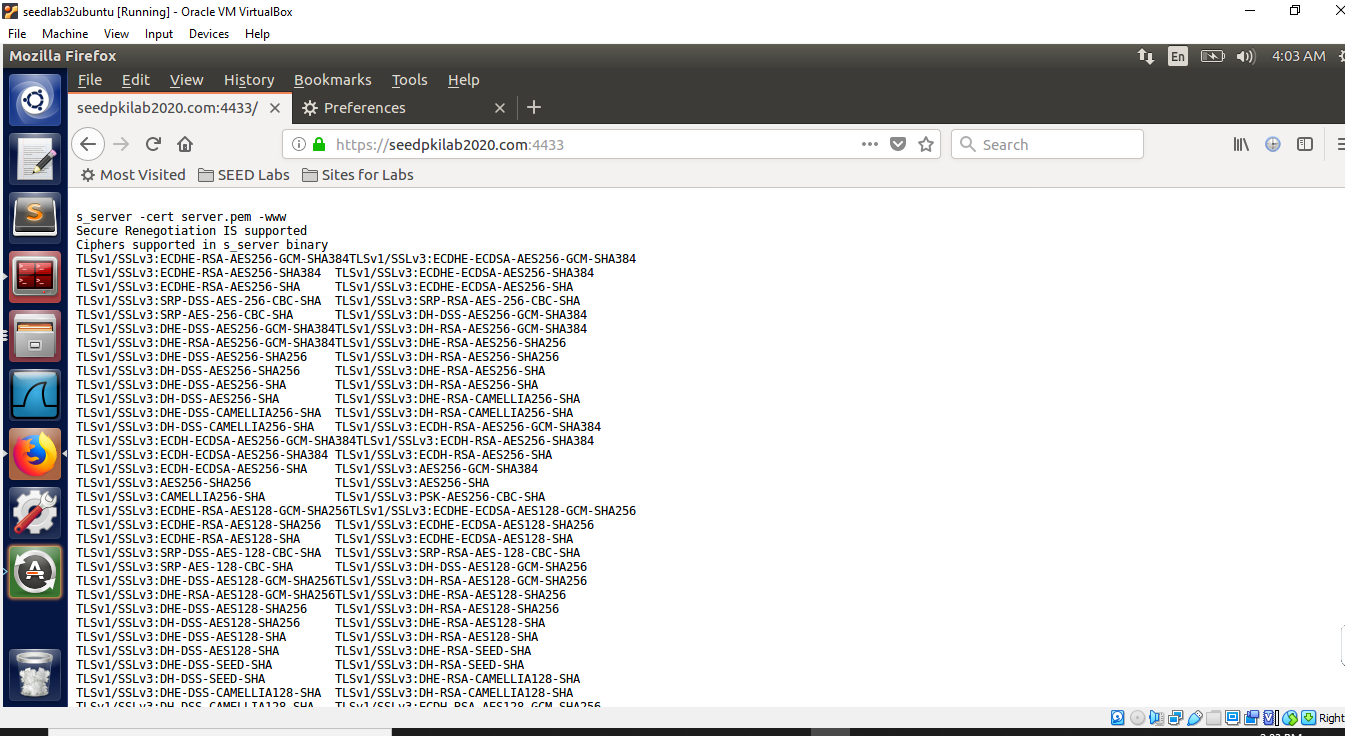 seedlab32ubuntu [Running] - Oracle VM VirtualBox
File Machine View Input Devices Help
Mozilla Firefox En 4:03 AM
File Edit View History Bookmarks Tools Help
seedpkilab2020.com:4433/ Preferences
https://seedpkilab2020.com:4433 Search
Most Visited SEED Labs Sites for Labs
s_server -cert server.pem -www
Secure Renegotiation IS supported
Ciphers supported in s_server binary
TLSv1/SSLv3:ECDHE-RSA-AES256-GCM-SHA384TLSv1/SSLv3:ECDHE-ECDSA-AES256-GCM-SHA384
TLSv1/SSLv3:ECDHE-RSA-AES256-SHA384 TLSv1/SSLv3:ECDHE-ECDSA-AES256-SHA384
TLSv1/SSLv3:ECDHE-RSA-AES256-SHA TLSv1/SSLv3:ECDHE-ECDSA-AES256-SHA
TLSv1/SSLv3:SRP-DSS-AES-256-CBC-SHA TLSv1/SSLv3:SRP-RSA-AES-256-CBC-SHA
TLSv1/SSLv3:SRP-AES-256-CBC-SHA TLSv1/SSLv3:DH-DSS-AES256-GCM-SHA384
TLSv1/SSLv3:DHE-DSS-AES256-GCM-SHA384TLSv1/SSLv3:DH-RSA-AES256-GCM-SHA384
TLSv1/SSLv3:DHE-RSA-AES256-GCM-SHA384TLSv1/SSLv3:DHE-RSA-AES256-SHA256
TLSv1/SSLv3:DHE-DSS-AES256-SHA256 TLSv1/SSLv3:DH-RSA-AES256-SHA256
TLSv1/SSLv3:DH-DSS-AES256-SHA256 TLSv1/SSLv3:DHE-RSA-AES256-SHA
TLSv1/SSLv3:DHE-DSS-AES256-SHA TLSv1/SSLv3:DH-RSA-AES256-SHA
TLSv1/SSLv3:DH-DSS-AES256-SHA TLSv1/SSLv3:DHE-RSA-CAMELLIA256-SHA
TLSv1/SSLv3:DHE-DSS-CAMELLIA256-SHA TLSv1/SSLv3:DH-RSA-CAMELLIA256-SHA
TLSv1/SSLv3:DH-DSS-CAMELLIA256-SHA TLSv1/SSLv3:ECDH-RSA-AES256-GCM-SHA384
TLSv1/SSLv3:ECDH-ECDSA-AES256-GCM-SHA384TLSv1/SSLv3:ECDH-RSA-AES256-SHA384
TLSv1/SSLv3:ECDH-ECDSA-AES256-SHA384 TLSv1/SSLv3:ECDH-RSA-AES256-SHA
TLSv1/SSLv3:ECDH-ECDSA-AES256-SHA TLSv1/SSLv3:AES256-GCM-SHA384
TLSv1/SSLv3:AES256-SHA256 TLSv1/SSLv3:AES256-SHA
TLSv1/SSLv3:CAMELLIA256-SHA TLSv1/SSLv3:PSK-AES256-CBC-SHA
TLSv1/SSLv3:ECDHE-RSA-AES128-GCM-SHA256TLSv1/SSLv3:ECDHE-ECDSA-AES128-GCM-SHA256
TLSv1/SSLv3:ECDHE-RSA-AES128-SHA256 TLSv1/SSLv3:ECDHE-ECDSA-AES128-SHA256
TLSv1/SSLv3:ECDHE-RSA-AES128-SHA TLSv1/SSLv3:ECDHE-ECDSA-AES128-SHA
TLSv1/SSLv3:SRP-DSS-AES-128-CBC-SHA TLSv1/SSLv3:SRP-RSA-AES-128-CBC-SHA
TLSv1/SSLv3:SRP-AES-128-CBC-SHA TLSv1/SSLv3:DH-DSS-AES128-GCM-SHA256
TLSv1/SSLv3:DHE-DSS-AES128-GCM-SHA256TLSv1/SSLv3:DH-RSA-AES128-GCM-SHA256
TLSv1/SSLv3:DHE-RSA-AES128-GCM-SHA256TLSv1/SSLv3:DHE-RSA-AES128-SHA256
TLSv1/SSLv3:DHE-DSS-AES128-SHA256 TLSv1/SSLv3:DH-RSA-AES128-SHA256
TLSv1/SSLv3:DH-DSS-AES128-SHA256 TLSv1/SSLv3:DHE-RSA-AES128-SHA
TLSv1/SSLv3:DHE-DSS-AES128-SHA TLSv1/SSLv3:DH-RSA-AES128-SHA
TLSv1/SSLv3:DH-DSS-AES128-SHA TLSv1/SSLv3:DHE-RSA-SEED-SHA
TLSv1/SSLv3:DHE-DSS-SEED-SHA TLSv1/SSLv3:DH-RSA-SEED-SHA
TLSv1/SSLv3:DH-DSS-SEED-SHA TLSv1/SSLv3:DHE-RSA-CAMELLIA128-SHA
TLSv1/SSLv3:DHE-DSS-CAMELLIA128-SHA TLSv1/SSLv3:DH-RSA-CAMELLIA128-SHA
TLSv1/SSLv3:DH-DSS-CAMELLIA128-SHA TLSv1/SSLv3:ECDH-RSA-AES128-GCM-SHA256
Right